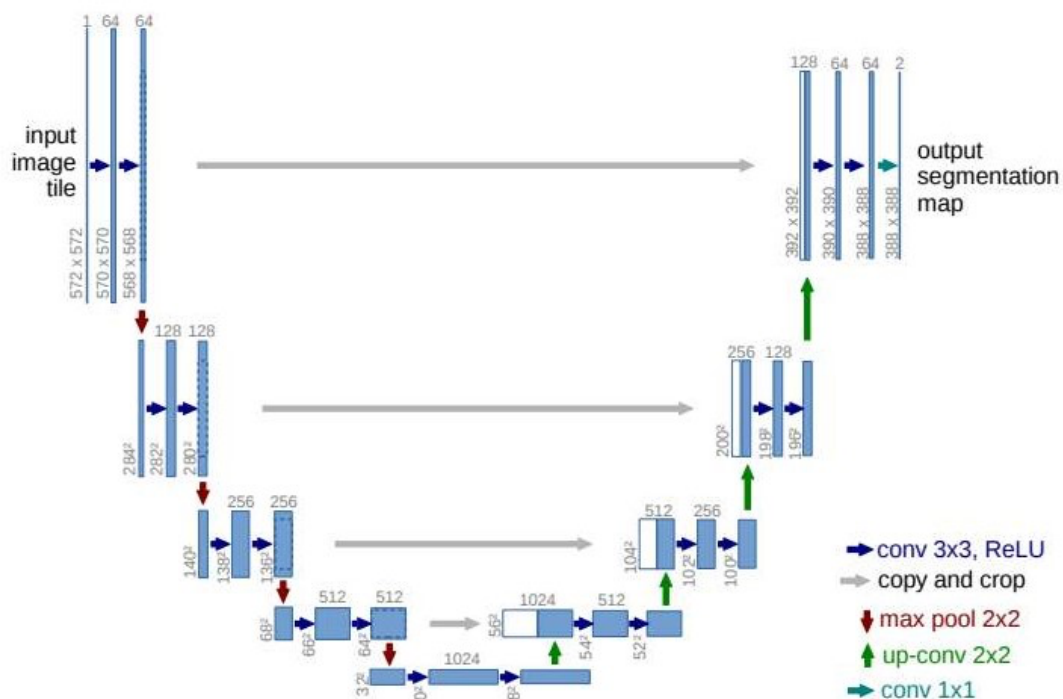 1 64 64
input
image
tile
572 x 572
570 x 570
568 x 568
128 64 64 2
output
segmentation
map
392 x 392
390 x 390
388 x 388
388 x 388
128 128
284²
282²
280²
256 128
200²
198²
196²
256 256
140²
138²
136²
512 256
104²
102²
100²
512 512
68²
66²
64²
1024 512
56²
54²
52²
1024
32²
conv 3x3, ReLU
copy and crop
max pool 2x2
up-conv 2x2
conv 1x1